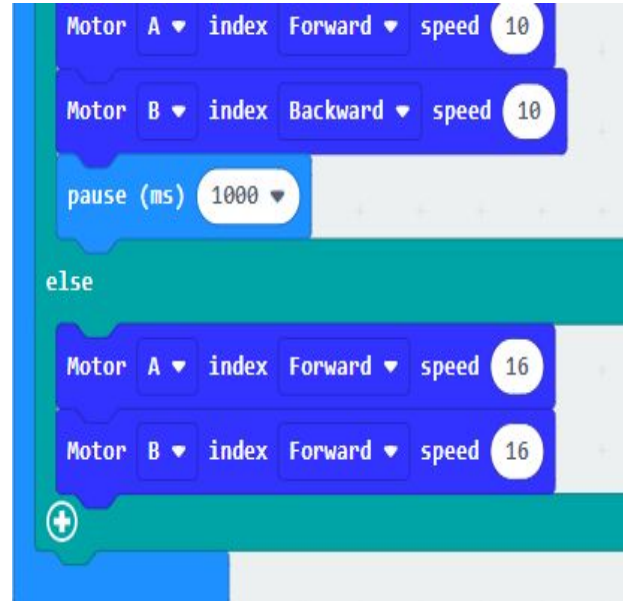 Motor A index Forward speed 10
Motor B index Backward speed 10
pause (ms) 1000
else
Motor A index Forward speed 16
Motor B index Forward speed 16